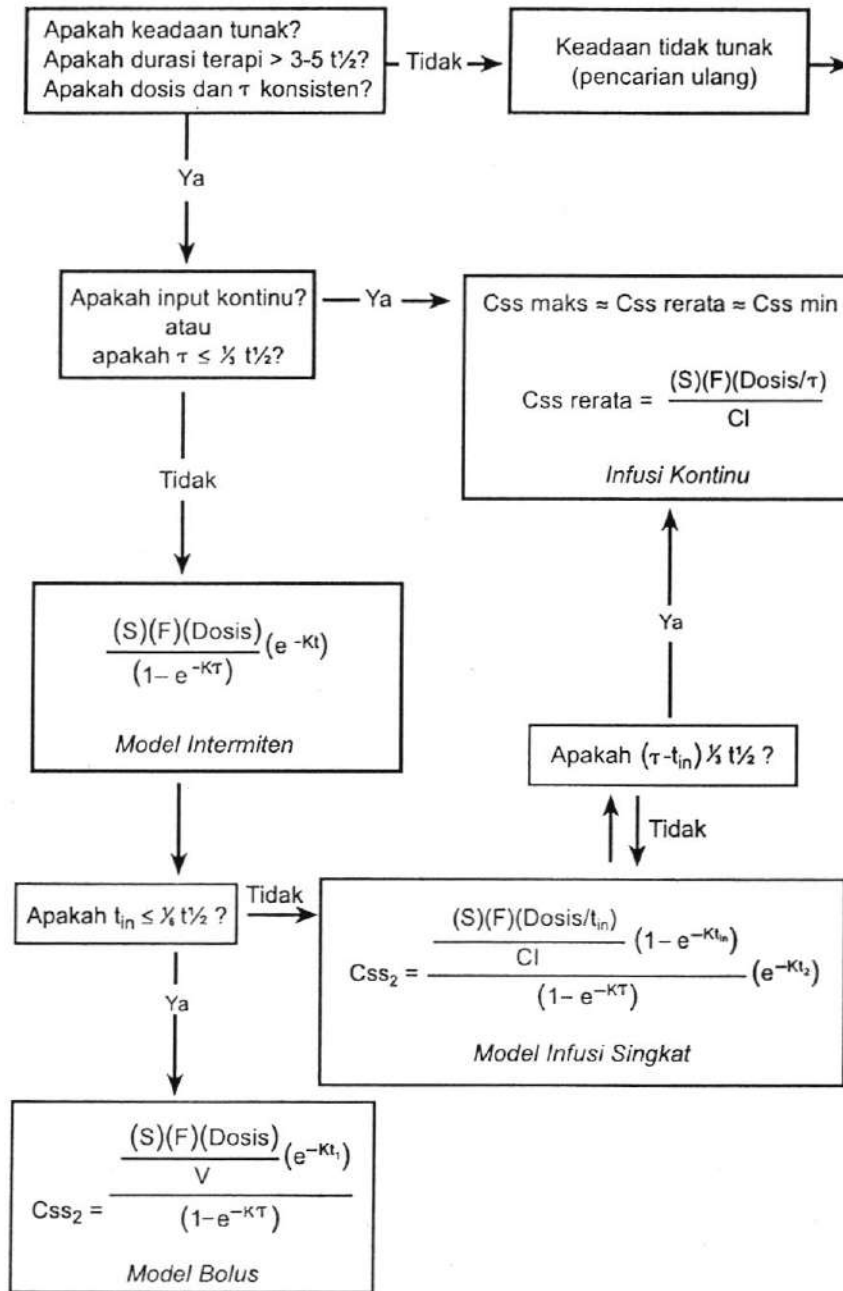 Apakah keadaan tunak?
Apakah durasi terapi > 3-5 t½?
Apakah dosis dan τ konsisten?
Tidak
Keadaan tidak tunak
(pencarian ulang)
Ya
Apakah input kontinu?
atau
apakah τ ≤ ⅓ t½?
Ya
Css maks ≈ Css rerata ≈ Css min
Css rerata = (S)(F)(Dosis/τ)
Cl
Infusi Kontinu
Tidak
(S)(F)(Dosis) (e -Kt)
(1– e -Kτ)
Model Intermiten
Ya
Apakah (τ-tin) ⅓ t½ ?
Tidak
Apakah tin ≤ ⅙ t½ ?
Tidak
(S)(F)(Dosis/tin)
Cl
(1– e–Ktin)
Css2 =
(e–Kt2)
(1– e–Kτ)
Model Infusi Singkat
Ya
(S)(F)(Dosis)
V
(e–Kt1)
Css2 =
(1–e–Kτ)
Model Bolus